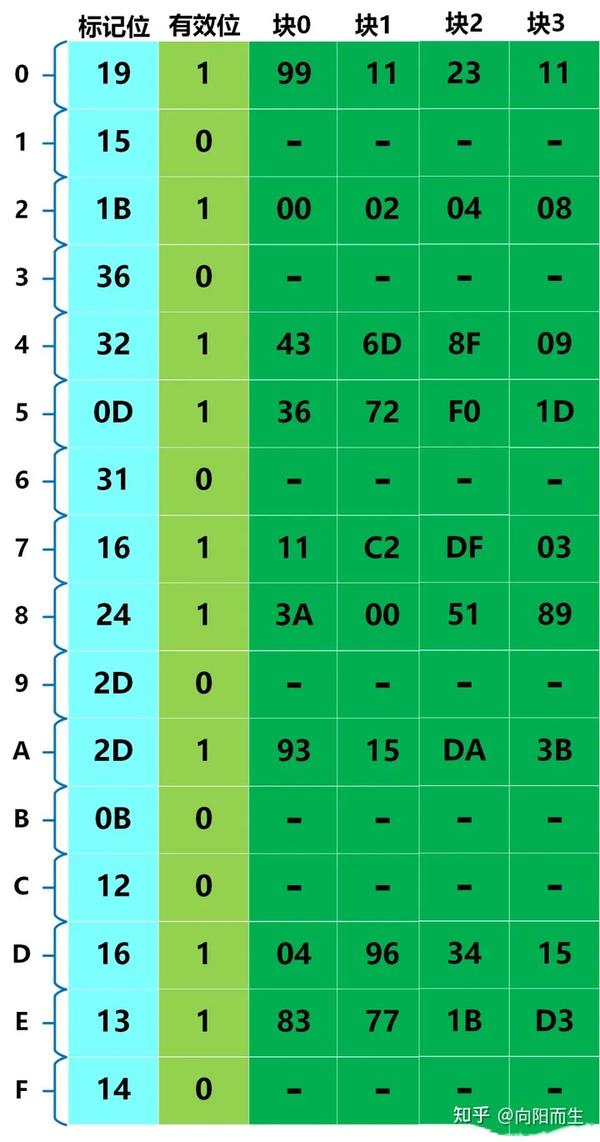 标记位 有效位 块0 块1 块2 块3
0 19 1 99 11 23 11
1 15 0 - - - -
2 1B 1 00 02 04 08
3 36 0 - - - -
4 32 1 43 6D 8F 09
5 0D 1 36 72 F0 1D
6 31 0 - - - -
7 16 1 11 C2 DF 03
8 24 1 3A 00 51 89
9 2D 0 - - - -
A 2D 1 93 15 DA 3B
B 0B 0 - - - -
C 12 0 - - - -
D 16 1 04 96 34 15
E 13 1 83 77 1B D3
F 14 0 - - - -
知乎 @向阳而生